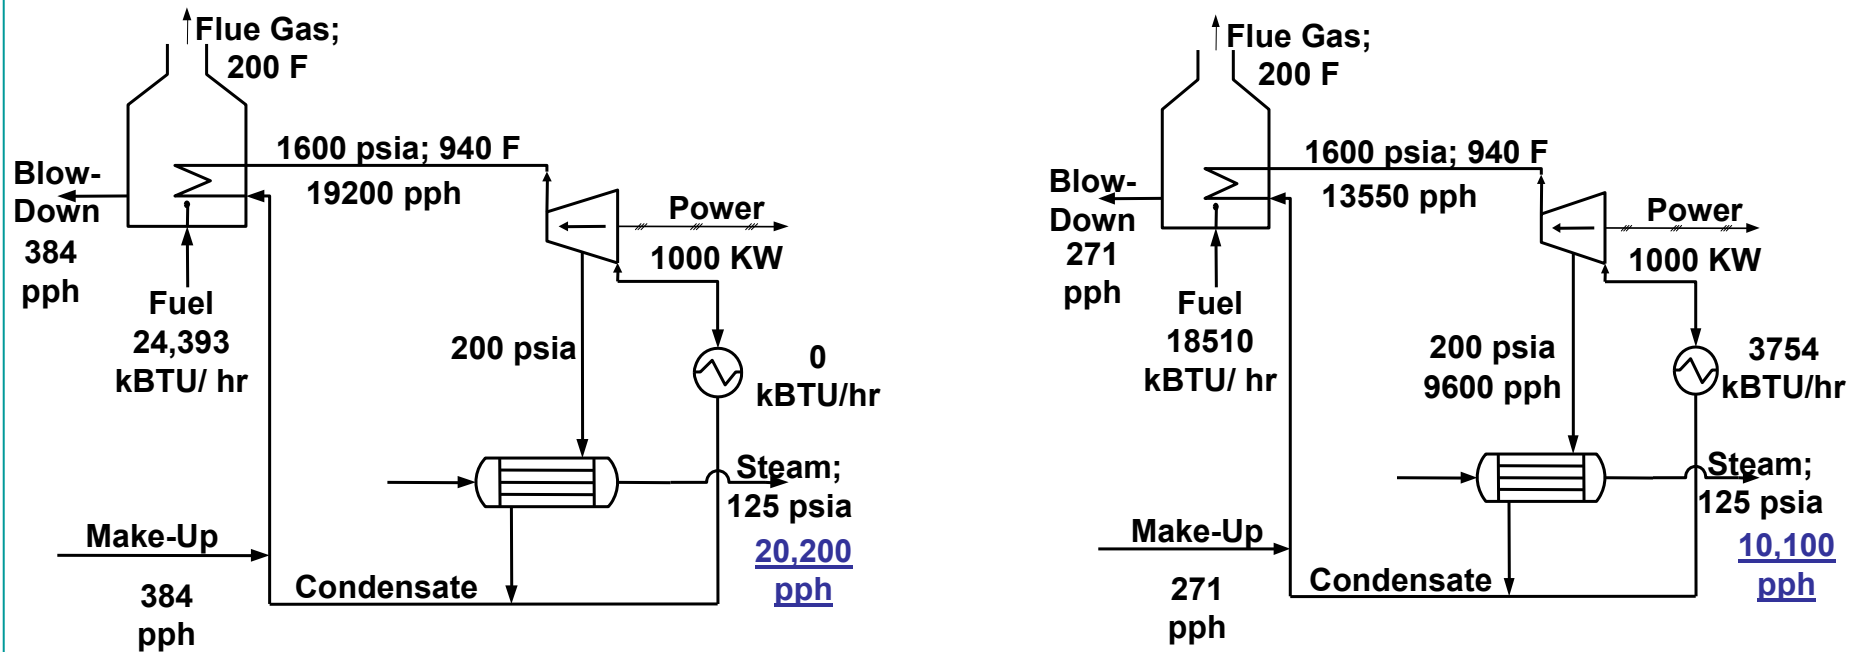 Flue Gas;
200 F
1600 psia; 940 F
19200 pph
Blow-
Down
384
pph
Power
1000 KW
Fuel
24,393
kBTU/ hr
200 psia
0
kBTU/hr
Steam;
125 psia
20,200
pph
Make-Up
384
pph
Condensate
Flue Gas;
200 F
1600 psia; 940 F
13550 pph
Blow-
Down
271
pph
Power
1000 KW
Fuel
18510
kBTU/ hr
200 psia
9600 pph
3754
kBTU/hr
Steam;
125 psia
10,100
pph
Make-Up
271
pph
Condensate